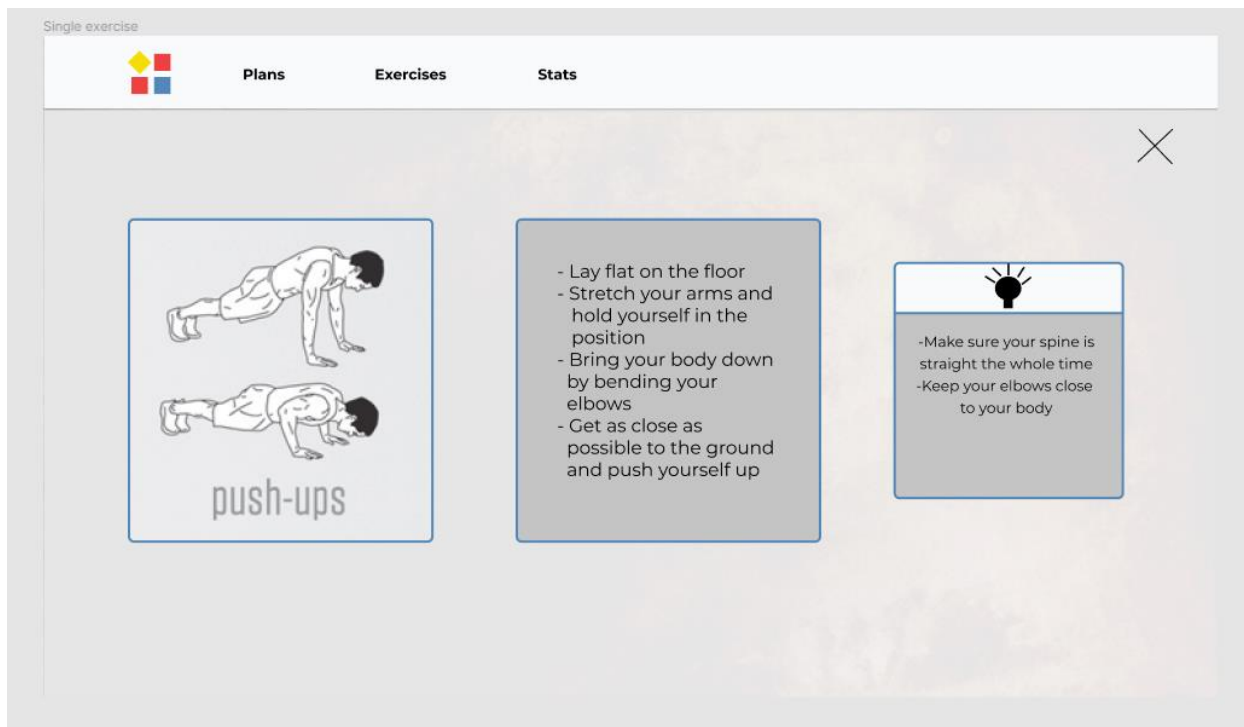 Single exercise
Plans Exercises Stats
push-ups
- Lay flat on the floor
- Stretch your arms and
hold yourself in the
position
- Bring your body down
by bending your
elbows
- Get as close as
possible to the ground
and push yourself up
-Make sure your spine is
straight the whole time
-Keep your elbows close
to your body